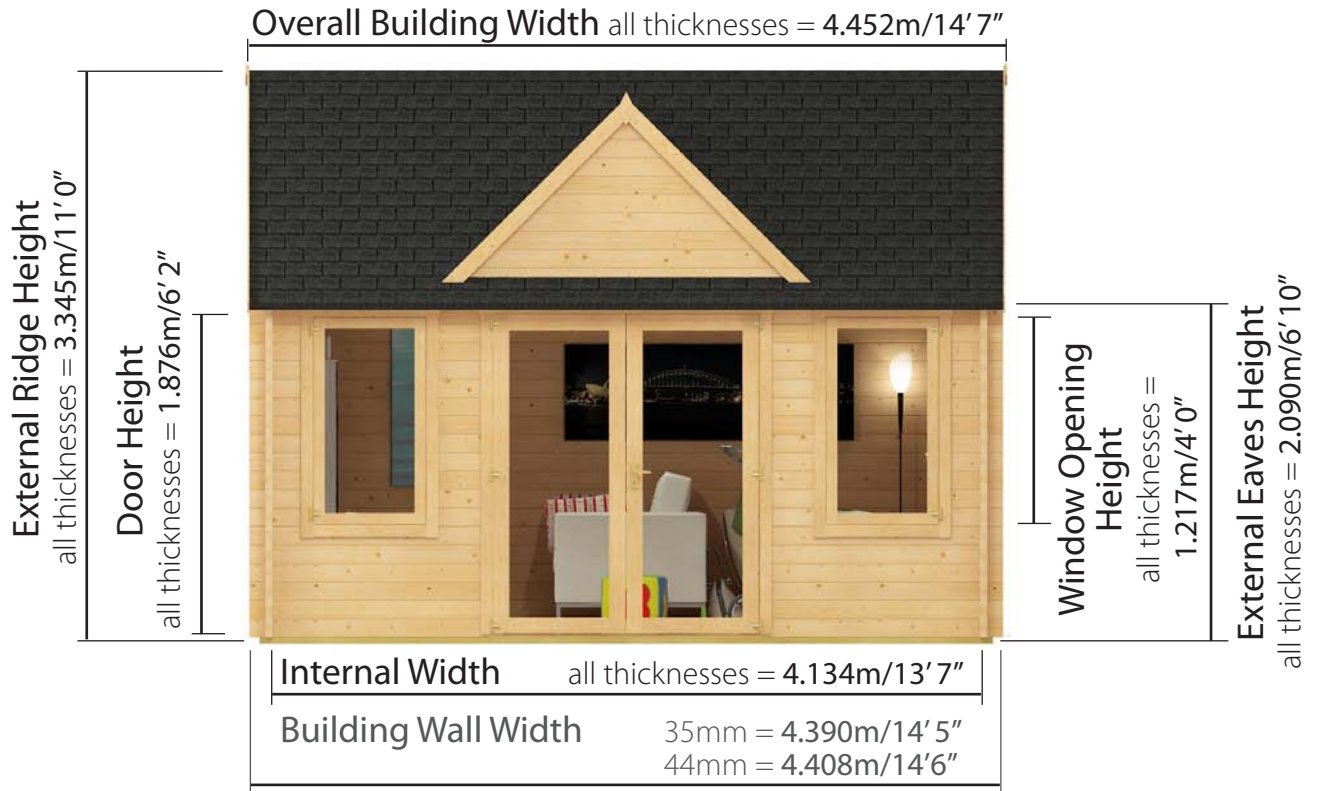 Overall Building Width all thicknesses = 4.452m/14’ 7”
External Ridge Height
all thicknesses = 3.345m/11’ 0”
Door Height
all thicknesses = 1.876m/6’ 2”
Window Opening
Height
all thicknesses =
1.217m/4’ 0”
External Eaves Height
all thicknesses = 2.090m/6’ 10”
Internal Width all thicknesses = 4.134m/13’ 7”
Building Wall Width 35mm = 4.390m/14’ 5”
44mm = 4.408m/14’6”